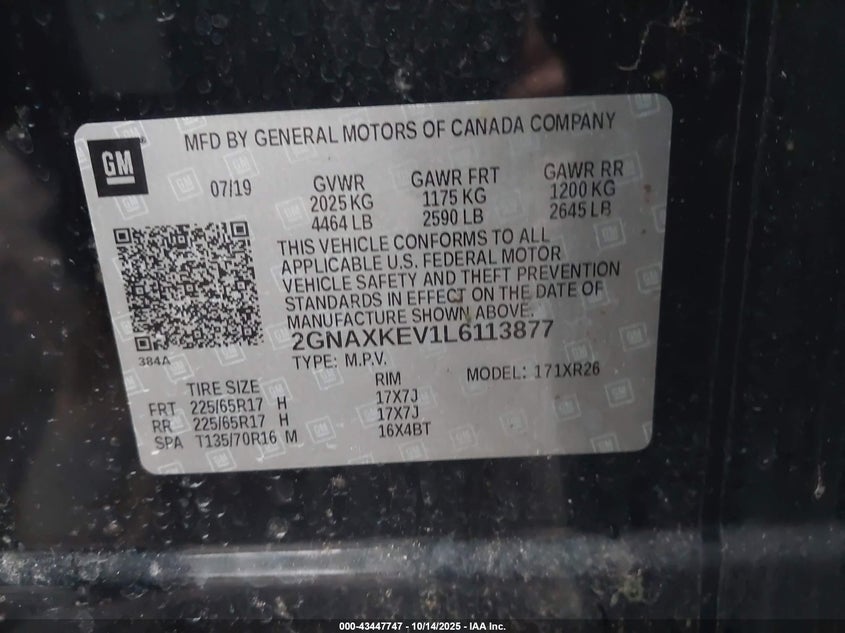 MFD BY GENERAL MOTORS OF CANADA COMPANY
GM
07/19 GVWR GAWR FRT GAWR RR
2025 KG 1175 KG 1200 KG
4464 LB 2590 LB 2645 LB
THIS VEHICLE CONFORMS TO ALL
APPLICABLE U.S. FEDERAL MOTOR
VEHICLE SAFETY AND THEFT PREVENTION
STANDARDS IN EFFECT ON THE DATE OF
MANUFACTURE SHOWN ABOVE.
2GNAXKEV1L6113877
384A
TYPE: M.P.V. MODEL: 171XR26
TIRE SIZE RIM
FRT 225/65R17 H 17X7J
RR 225/65R17 H 17X7J
SPA T135/70R16 M 16X4BT
000-43447747 - 10/14/2025 - IAA Inc.